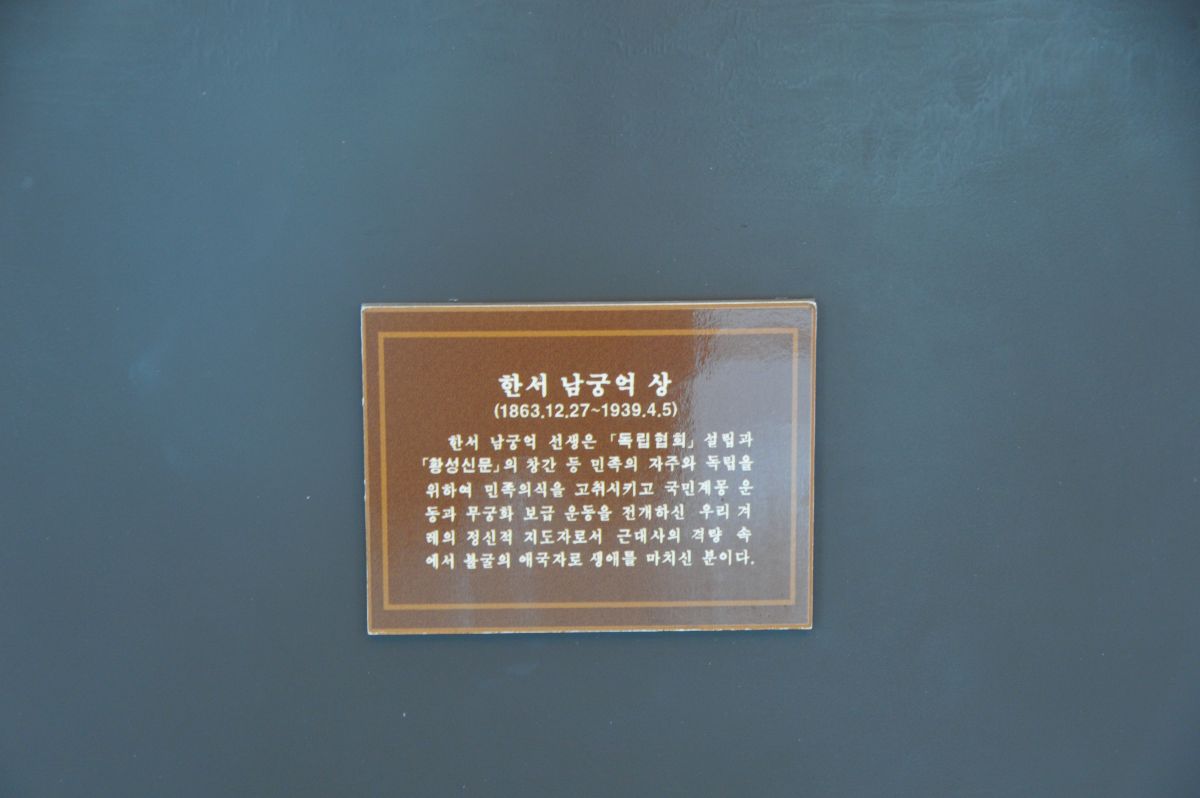 한서 남궁억 상
(1863.12.27~1939.4.5)
한서 남궁억 선생은 「독립협회」 설립과
「황성신문」의 창간 등 민족의 자주와 독립을
위하여 민족의식을 고취시키고 국민계몽 운
동과 무궁화 보급 운동을 전개하신 우리 겨
레의 정신적 지도자로서 근대사의 격량 속
에서 불굴의 애국자로 생애를 마치신 분이다.